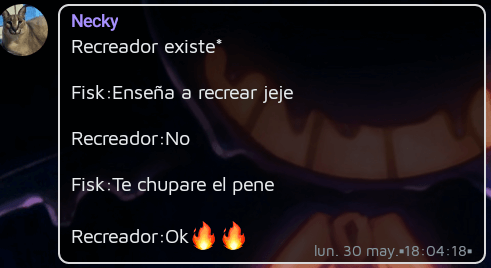 Necky
Recreador existe*
Fisk:Enseña a recrear jeje
Recreador:No
Fisk:Te chupare el pene
Recreador:Ok🔥🔥
lun. 30 may.▪18:04:18▪